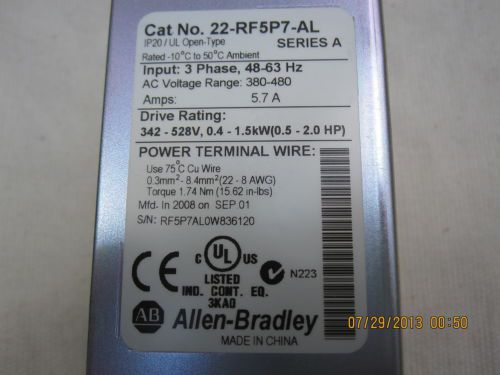 Cat No. 22-RF5P7-AL
IP20 / UL Open-Type SERIES A
Rated -10°C to 50°C Ambient
Input: 3 Phase, 48-63 Hz
AC Voltage Range: 380-480
Amps: 5.7 A
Drive Rating:
342 - 528V, 0.4 - 1.5kW(0.5 - 2.0 HP)
POWER TERMINAL WIRE:
Use 75°C Cu Wire
0.3mm² - 8.4mm²(22 - 8 AWG)
Torque 1.74 Nm (15.62 in-lbs)
Mfd. In 2008 on SEP 01
S/N: RF5P7AL0W836120
CE C UL US N223
LISTED
IND. CONT. EQ.
3KA0
AB Allen-Bradley
MADE IN CHINA
07/29/2013 00:50